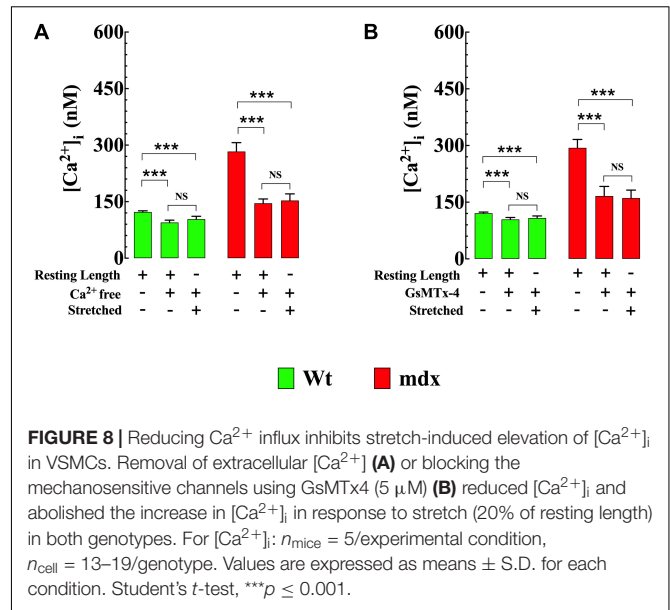 A
B
600
450
300
150
0
[Ca²⁺]ᵢ (nM)
***
***
NS
***
***
NS
Resting Length + + - + + -
Ca²⁺ free - + + - + +
Stretched - - + - - +
600
450
300
150
0
[Ca²⁺]ᵢ (nM)
***
***
NS
***
***
NS
Resting Length + + - + + -
GsMTx-4 - + + - + +
Stretched - - + - - +
Wt mdx
FIGURE 8 | Reducing Ca²⁺ influx inhibits stretch-induced elevation of [Ca²⁺]ᵢ
in VSMCs. Removal of extracellular [Ca²⁺] (A) or blocking the
mechanosensitive channels using GsMTx4 (5 μM) (B) reduced [Ca²⁺]ᵢ and
abolished the increase in [Ca²⁺]ᵢ in response to stretch (20% of resting length)
in both genotypes. For [Ca²⁺]ᵢ: nmice = 5/experimental condition,
ncell = 13–19/genotype. Values are expressed as means ± S.D. for each
condition. Student's t-test, ***p ≤ 0.001.